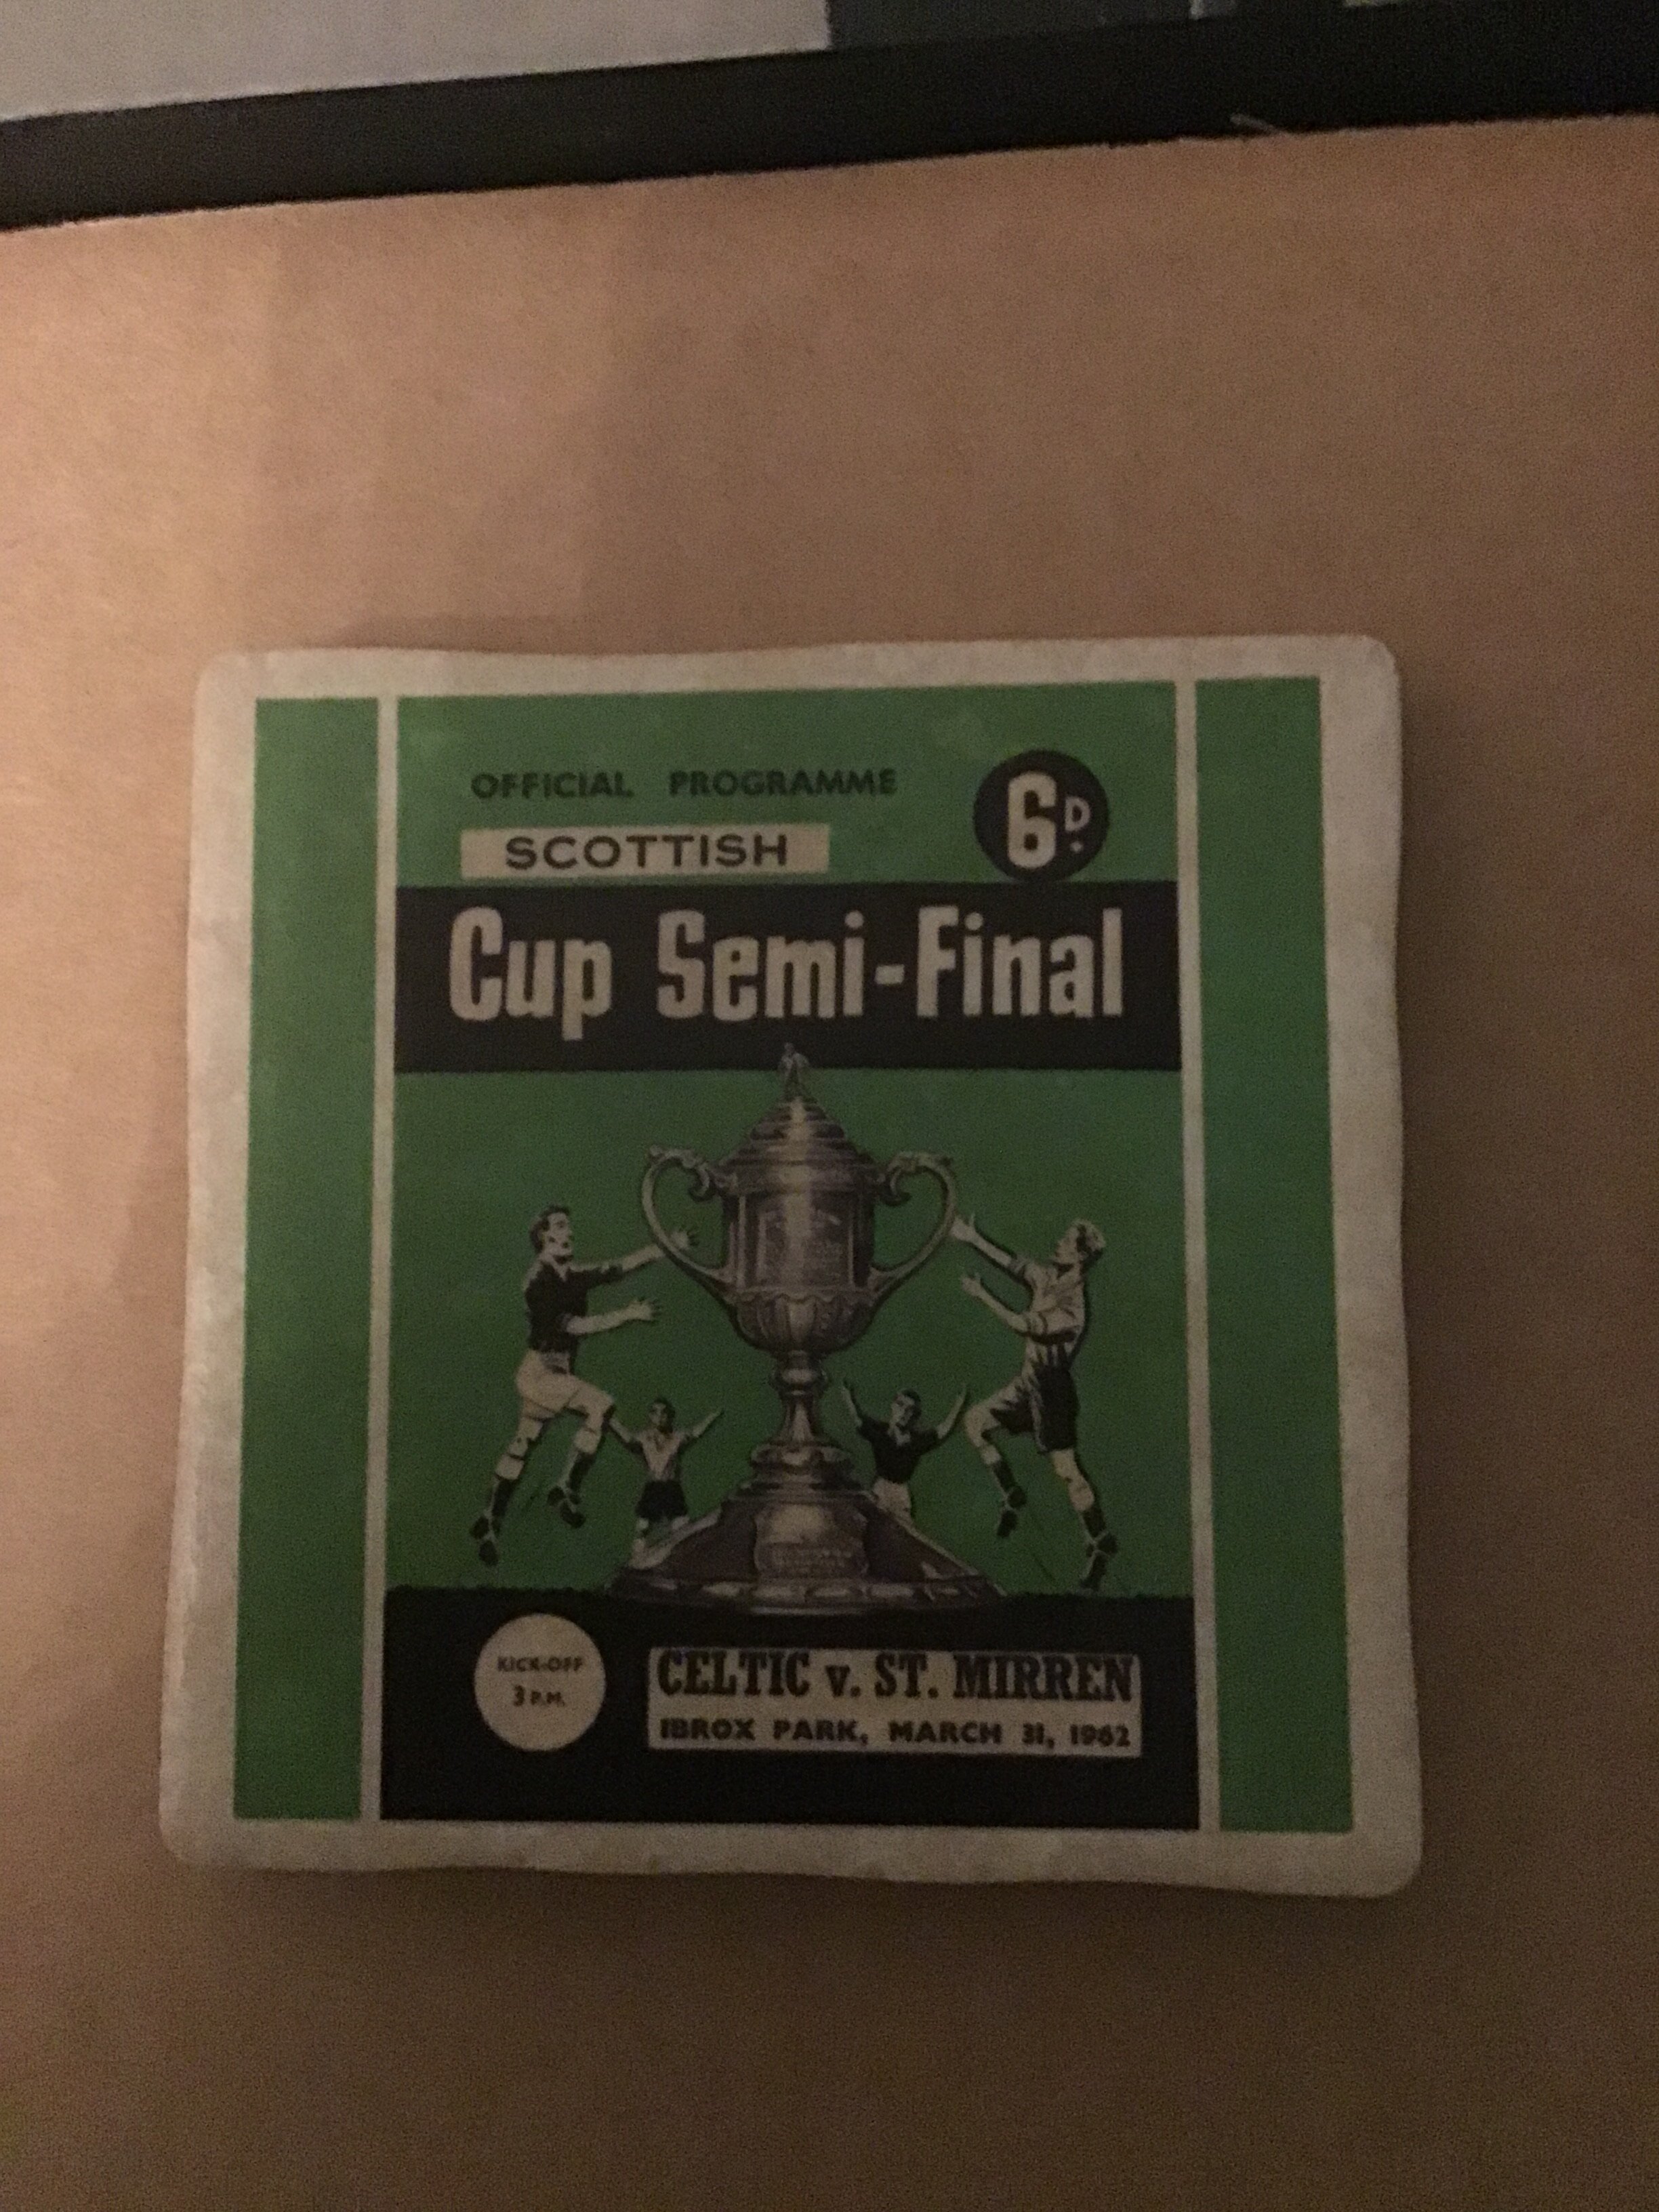 OFFICIAL PROGRAMME
6D.
SCOTTISH
Cup Semi-Final
KICK-OFF
3 P.M.
CELTIC v. ST. MIRREN
IBROX PARK, MARCH 31, 1962